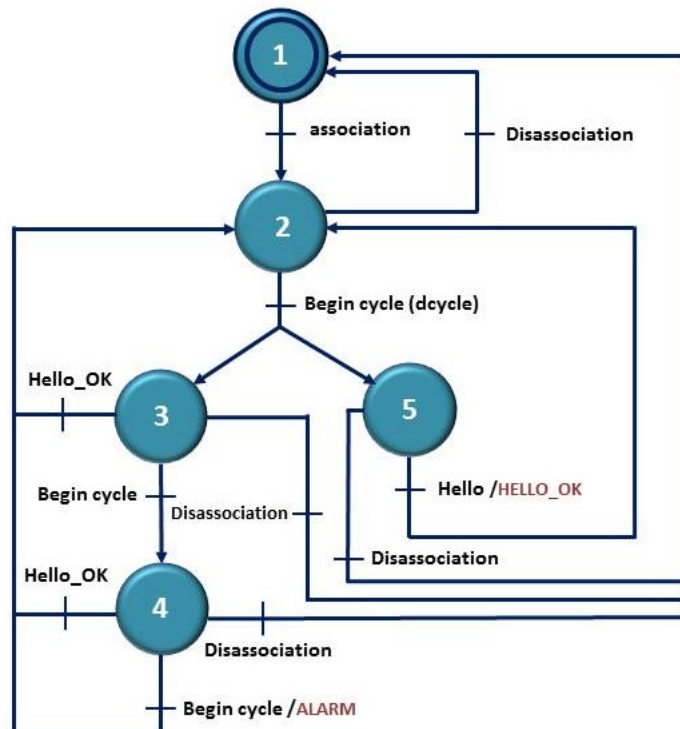 1
association
Disassociation
2
Begin cycle (dcycle)
Hello_OK
3
5
Begin cycle
Disassociation
Hello /HELLO_OK
Hello_OK
Disassociation
4
Disassociation
Begin cycle /ALARM